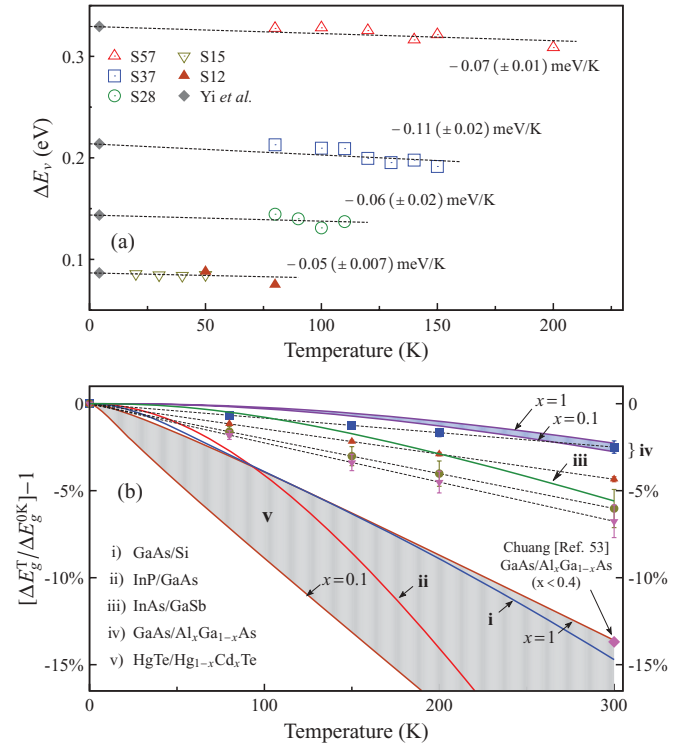 0.3
0.2
0.1
ΔE_v (eV)
S57
S37
S28
S15
S12
Yi et al.
−0.07 (±0.01) meV/K
−0.11 (±0.02) meV/K
−0.06 (±0.02) meV/K
−0.05 (±0.007) meV/K
(a)
0 50 100 150 200
Temperature (K)
0
-5%
-10%
-15%
[ΔE_g^T/ΔE_g^0K]−1
0
-5%
-10%
-15%
x=1
x=0.1
} iv
iii
(b)
v
i) GaAs/Si
ii) InP/GaAs
iii) InAs/GaSb
iv) GaAs/Al_xGa_1−xAs
v) HgTe/Hg_1−xCd_xTe
x=0.1
ii
i
x=1
Chuang [Ref. 53]
GaAs/Al_xGa_1−xAs
(x<0.4)
0 100 200 300
Temperature (K)